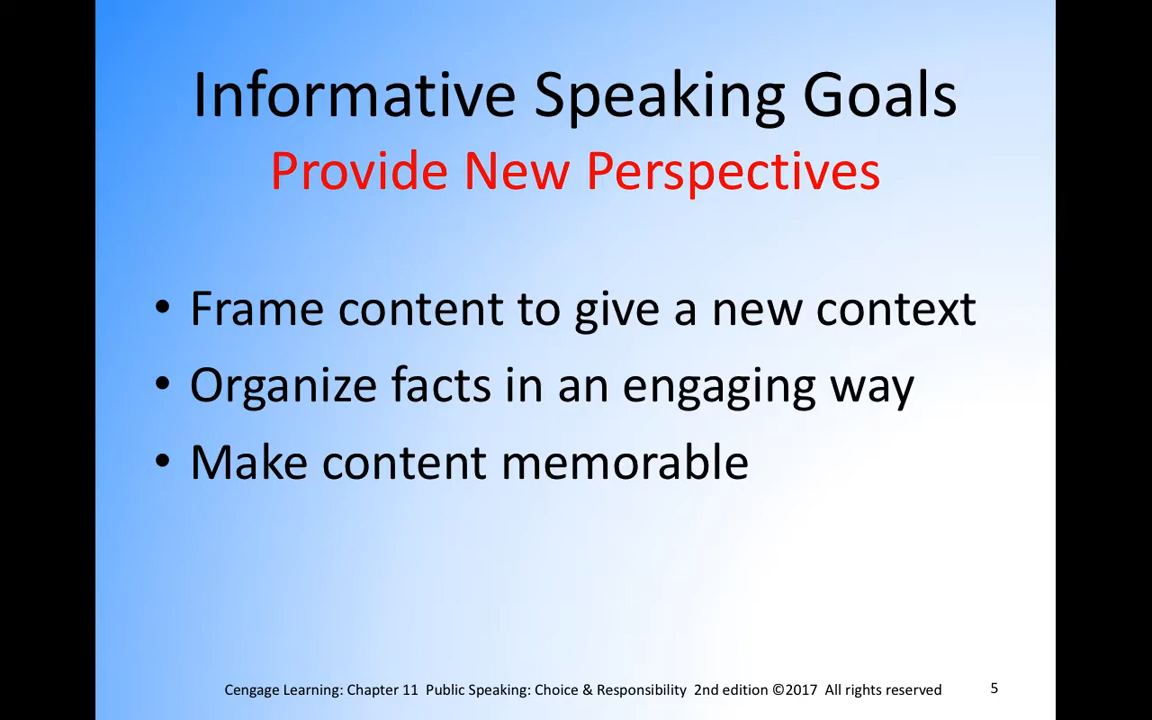 Informative Speaking Goals
Provide New Perspectives
• Frame content to give a new context
• Organize facts in an engaging way
• Make content memorable
Cengage Learning: Chapter 11 Public Speaking: Choice & Responsibility 2nd edition ©2017 All rights reserved 5